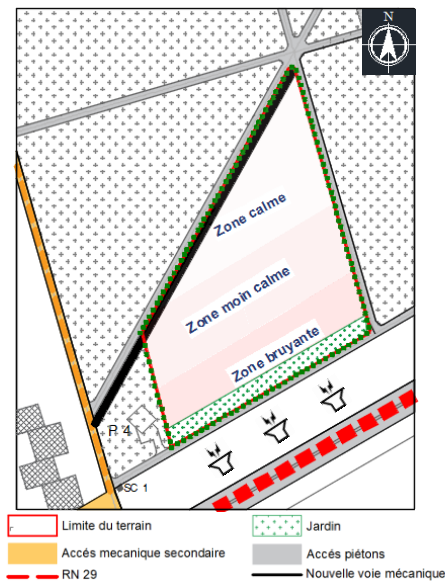 N
Zone calme
Zone moin calme
Zone bruyante
P 4
SC 1
Limite du terrain
Jardin
Accés mecanique secondaire
Accés piétons
RN 29
Nouvelle voie mécanique